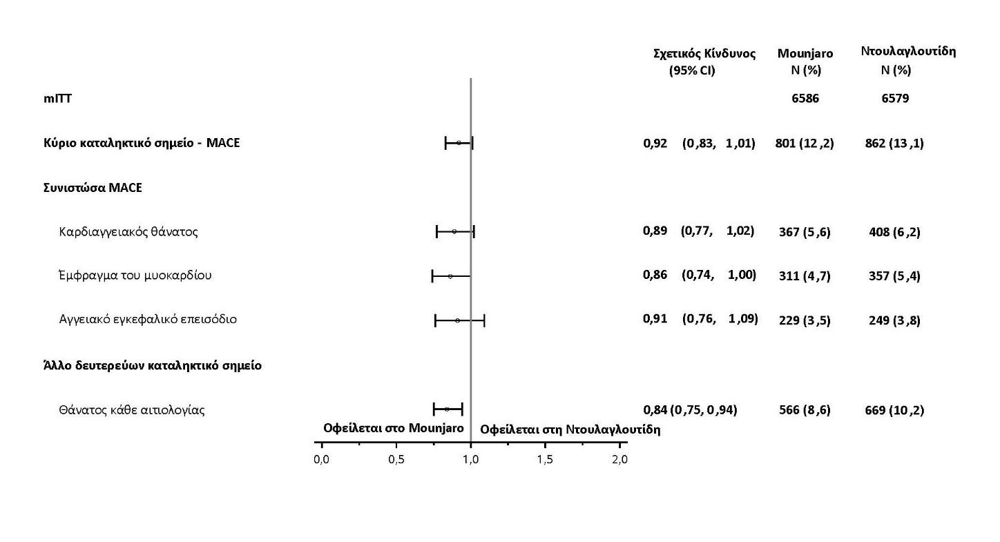 Σχετικός Κίνδυνος Mounjaro Ντουλαγλουτίδη
(95% CI) N (%) N (%)
mITT 6586 6579
Κύριο καταληκτικό σημείο - MACE 0,92 (0,83, 1,01) 801 (12,2) 862 (13,1)
Συνιστώσα MACE
Καρδιαγγειακός θάνατος 0,89 (0,77, 1,02) 367 (5,6) 408 (6,2)
Έμφραγμα του μυοκαρδίου 0,86 (0,74, 1,00) 311 (4,7) 357 (5,4)
Αγγειακό εγκεφαλικό επεισόδιο 0,91 (0,76, 1,09) 229 (3,5) 249 (3,8)
Άλλο δευτερεύων καταληκτικό σημείο
Θάνατος κάθε αιτιολογίας 0,84 (0,75, 0,94) 566 (8,6) 669 (10,2)
Οφείλεται στο Mounjaro Οφείλεται στη Ντουλαγλουτίδη
0,0 0,5 1,0 1,5 2,0